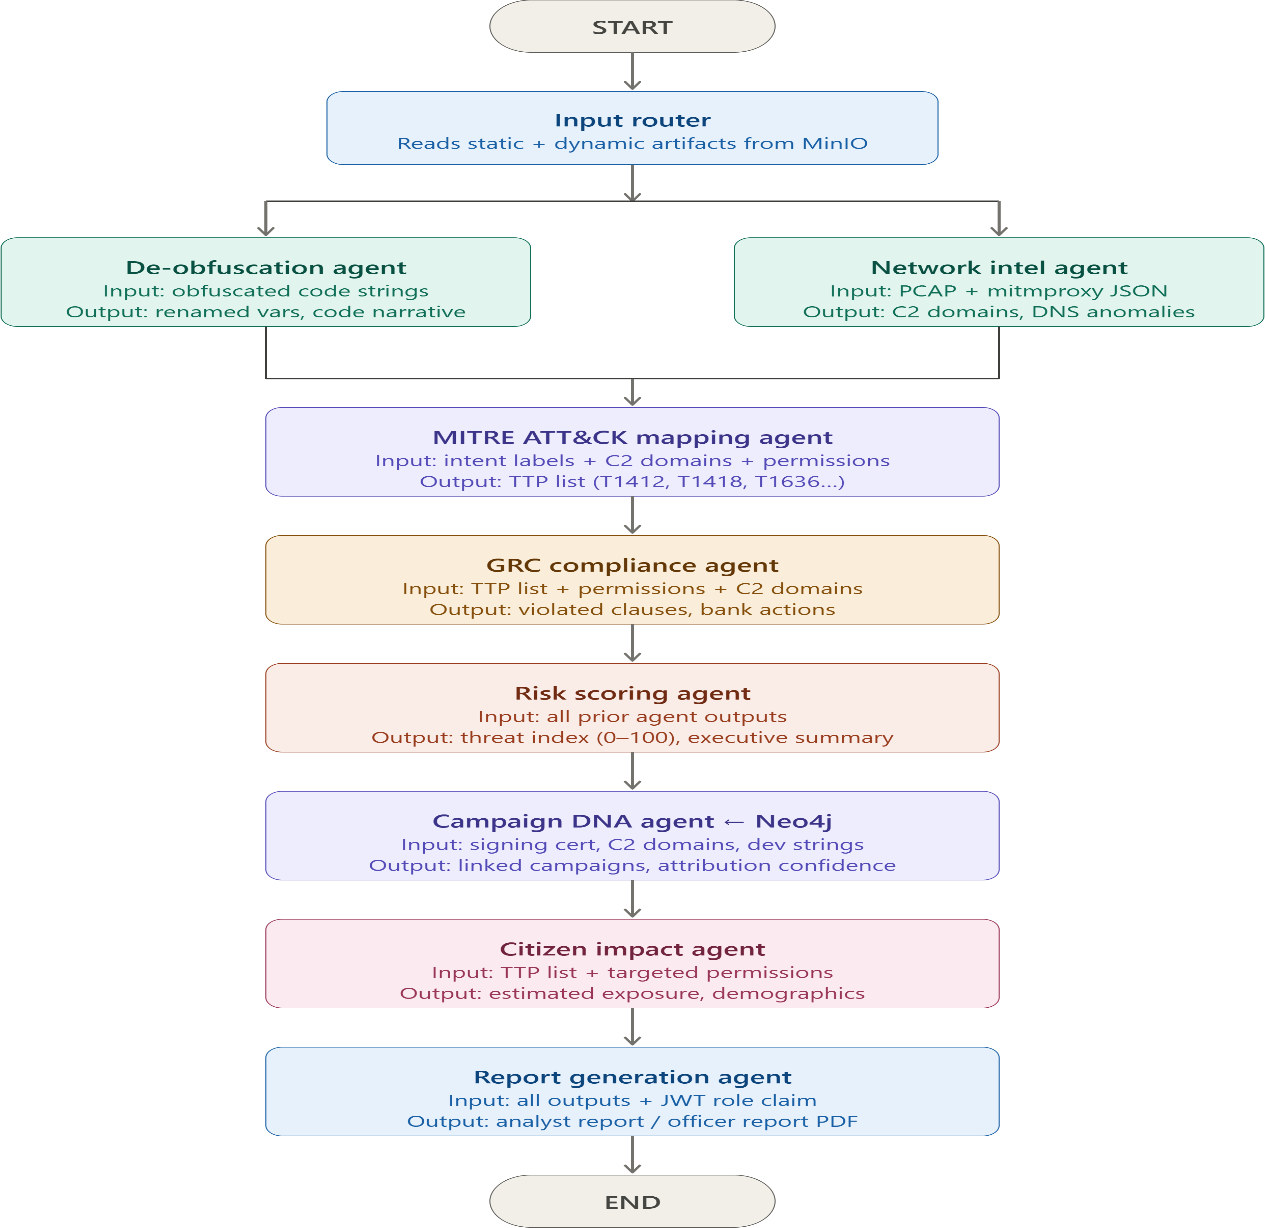 START
Input router
Reads static + dynamic artifacts from MinIO
De-obfuscation agent
Input: obfuscated code strings
Output: renamed vars, code narrative
Network intel agent
Input: PCAP + mitmproxy JSON
Output: C2 domains, DNS anomalies
MITRE ATT&CK mapping agent
Input: intent labels + C2 domains + permissions
Output: TTP list (T1412, T1418, T1636...)
GRC compliance agent
Input: TTP list + permissions + C2 domains
Output: violated clauses, bank actions
Risk scoring agent
Input: all prior agent outputs
Output: threat index (0–100), executive summary
Campaign DNA agent ← Neo4j
Input: signing cert, C2 domains, dev strings
Output: linked campaigns, attribution confidence
Citizen impact agent
Input: TTP list + targeted permissions
Output: estimated exposure, demographics
Report generation agent
Input: all outputs + JWT role claim
Output: analyst report / officer report PDF
END